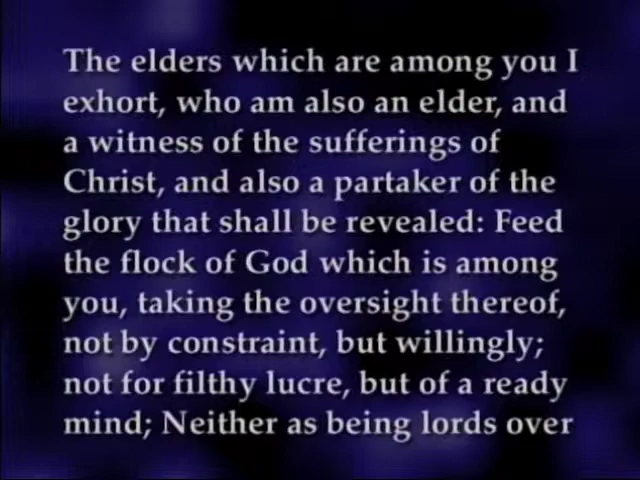 The elders which are among you I
exhort, who am also an elder, and
a witness of the sufferings of
Christ, and also a partaker of the
glory that shall be revealed: Feed
the flock of God which is among
you, taking the oversight thereof,
not by constraint, but willingly;
not for filthy lucre, but of a ready
mind; Neither as being lords over